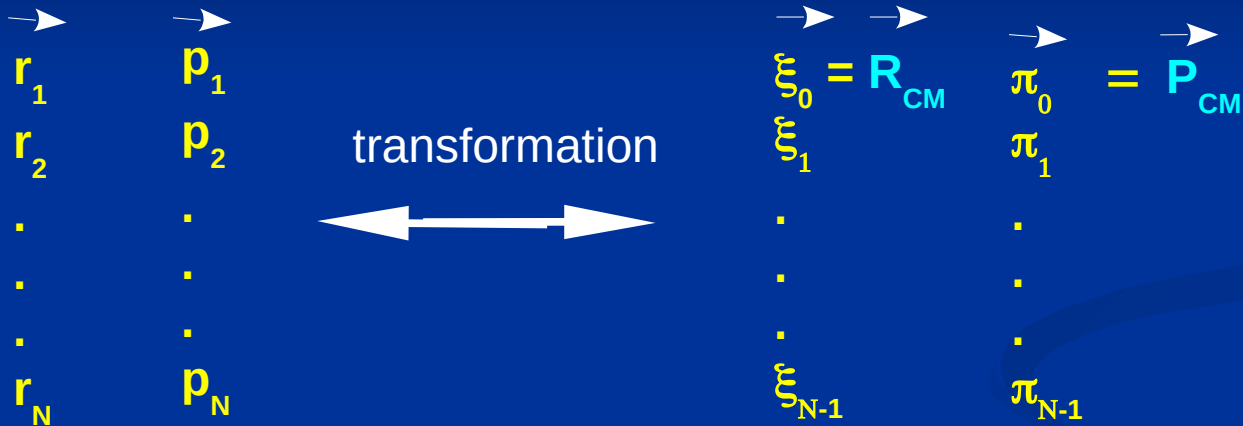 r1 p1 ξ0 = RCM π0 = PCM
r2 p2 transformation ξ1 π1
. . . .
. . . .
. . . .
rN pN ξN-1 πN-1